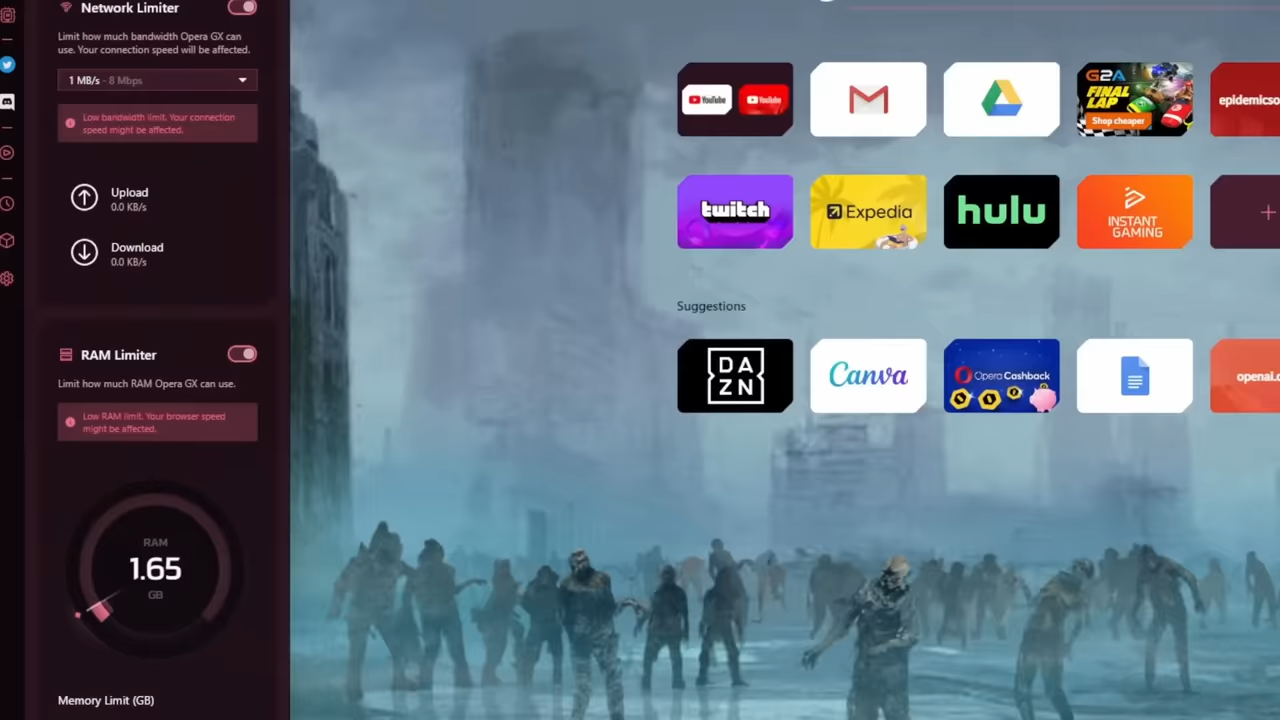 Network Limiter
Limit how much bandwidth Opera GX can
use. Your connection speed will be affected.
1 MB/s - 8 Mbps
Low bandwidth limit. Your connection
speed might be affected.
Upload
0.0 KB/s
Download
0.0 KB/s
RAM Limiter
Limit how much RAM Opera GX can use.
Low RAM limit. Your browser speed
might be affected.
RAM
1.65
GB
Memory Limit (GB)
YouTube YouTube
G2A
FINAL
LAP
Shop cheaper
epidemicso
twitch
Expedia
hulu
INSTANT
GAMING
Suggestions
DA
ZN
Canva
Opera Cashback
openai.c